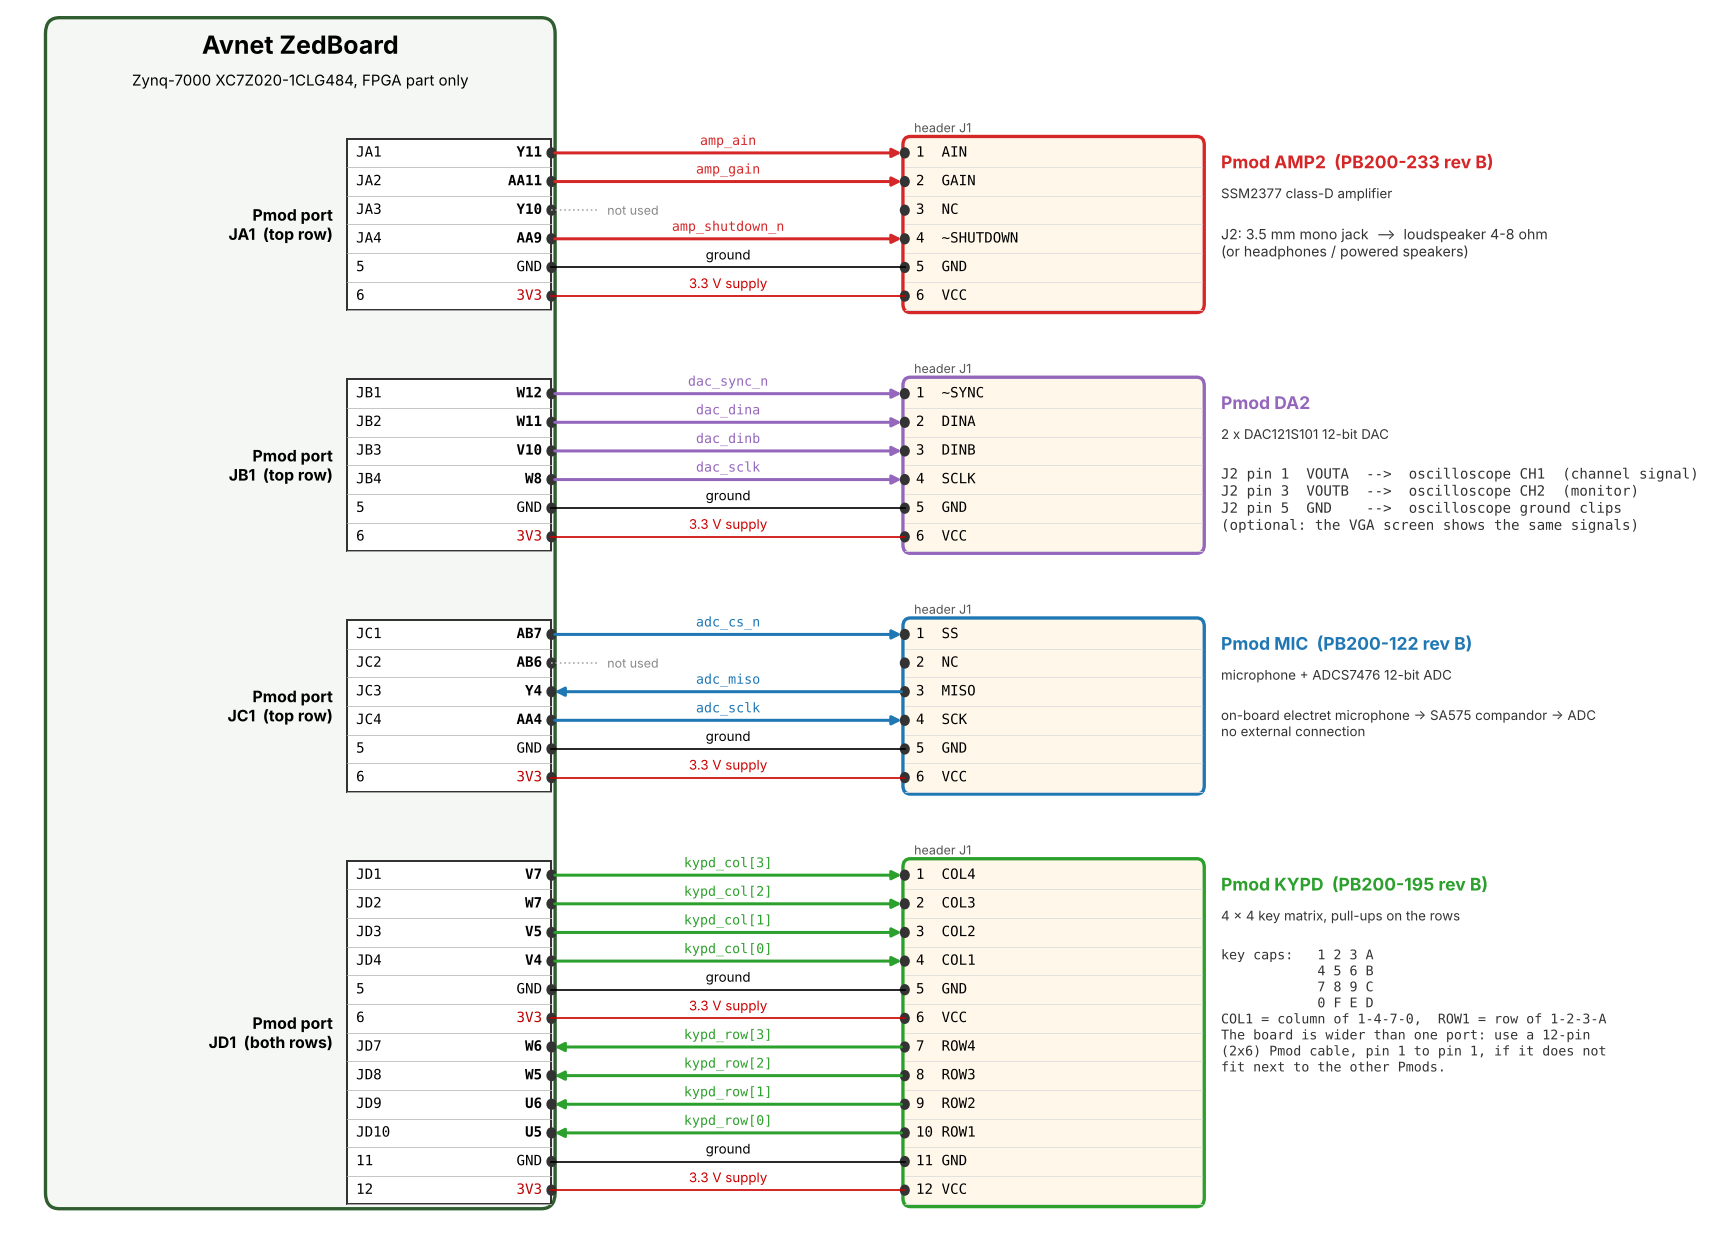 Avnet ZedBoard
Zynq-7000 XC7Z020-1CLG484, FPGA part only
Pmod port
JA1 (top row)
JA1 Y11 amp_ain
JA2 AA11 amp_gain
JA3 Y10 not used
JA4 AA9 amp_shutdown_n
5 GND ground
6 3V3 3.3 V supply
header J1
1 AIN
2 GAIN
3 NC
4 ~SHUTDOWN
5 GND
6 VCC
Pmod AMP2 (PB200-233 rev B)
SSM2377 class-D amplifier
J2: 3.5 mm mono jack → loudspeaker 4-8 ohm
(or headphones / powered speakers)
Pmod port
JB1 (top row)
JB1 W12 dac_sync_n
JB2 W11 dac_dina
JB3 V10 dac_dinb
JB4 W8 dac_sclk
5 GND ground
6 3V3 3.3 V supply
header J1
1 ~SYNC
2 DINA
3 DINB
4 SCLK
5 GND
6 VCC
Pmod DA2
2 x DAC121S101 12-bit DAC
J2 pin 1 VOUTA --> oscilloscope CH1 (channel signal)
J2 pin 3 VOUTB --> oscilloscope CH2 (monitor)
J2 pin 5 GND --> oscilloscope ground clips
(optional: the VGA screen shows the same signals)
Pmod port
JC1 (top row)
JC1 AB7 adc_cs_n
JC2 AB6 not used
JC3 Y4 adc_miso
JC4 AA4 adc_sclk
5 GND ground
6 3V3 3.3 V supply
header J1
1 SS
2 NC
3 MISO
4 SCK
5 GND
6 VCC
Pmod MIC (PB200-122 rev B)
microphone + ADCS7476 12-bit ADC
on-board electret microphone → SA575 compandor → ADC
no external connection
Pmod port
JD1 (both rows)
JD1 V7 kypd_col[3]
JD2 W7 kypd_col[2]
JD3 V5 kypd_col[1]
JD4 V4 kypd_col[0]
5 GND ground
6 3V3 3.3 V supply
JD7 W6 kypd_row[3]
JD8 W5 kypd_row[2]
JD9 U6 kypd_row[1]
JD10 U5 kypd_row[0]
11 GND ground
12 3V3 3.3 V supply
header J1
1 COL4
2 COL3
3 COL2
4 COL1
5 GND
6 VCC
7 ROW4
8 ROW3
9 ROW2
10 ROW1
11 GND
12 VCC
Pmod KYPD (PB200-195 rev B)
4 × 4 key matrix, pull-ups on the rows
key caps: 1 2 3 A
4 5 6 B
7 8 9 C
0 F E D
COL1 = column of 1-4-7-0, ROW1 = row of 1-2-3-A
The board is wider than one port: use a 12-pin
(2x6) Pmod cable, pin 1 to pin 1, if it does not
fit next to the other Pmods.